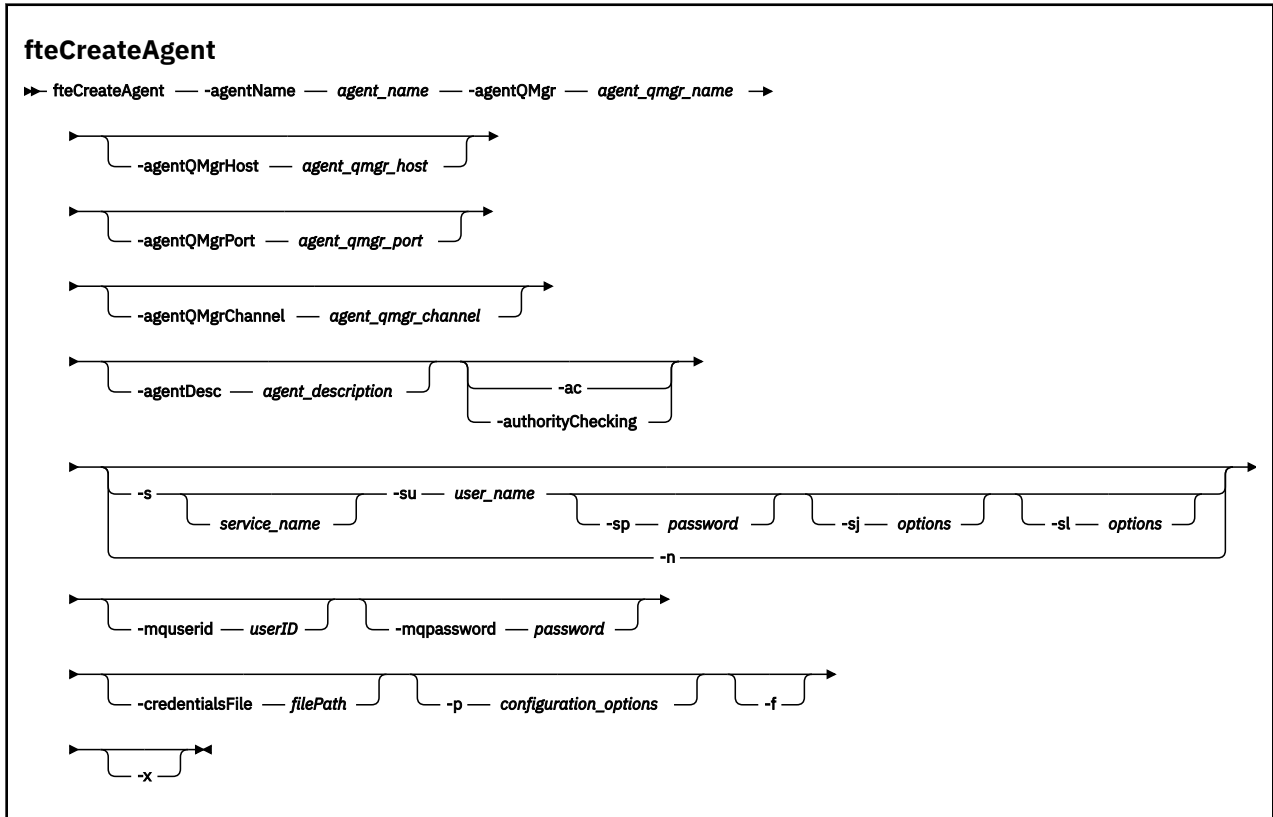 fteCreateAgent
fteCreateAgent -agentName agent_name -agentQMgr agent_qmgr_name
-agentQMgrHost agent_qmgr_host
-agentQMgrPort agent_qmgr_port
-agentQMgrChannel agent_qmgr_channel
-agentDesc agent_description -ac
-authorityChecking
-s service_name -su user_name -sp password -sj options -sl options
-n
-mquserid userID -mqpassword password
-credentialsFile filePath -p configuration_options -f
-x